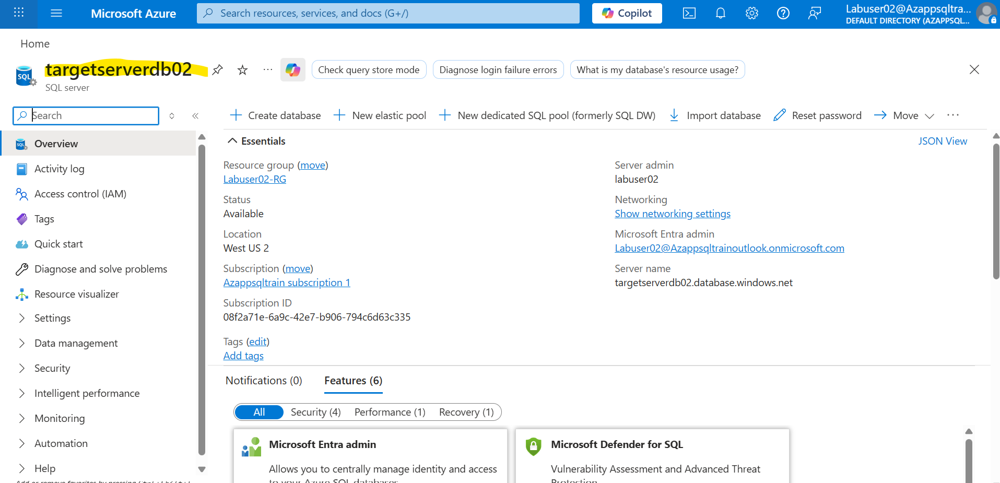 Microsoft Azure
Search resources, services, and docs (G+/)
Copilot
Labuser02@Azappsqltra...
DEFAULT DIRECTORY (AZAPPSQL...
Home
targetserverdb02
SQL server
Check query store mode
Diagnose login failure errors
What is my database's resource usage?
Search
Create database
New elastic pool
New dedicated SQL pool (formerly SQL DW)
Import database
Reset password
Move
Overview
Activity log
Access control (IAM)
Tags
Quick start
Diagnose and solve problems
Resource visualizer
Settings
Data management
Security
Intelligent performance
Monitoring
Automation
Help
Essentials
JSON View
Resource group (move)
Labuser02-RG
Status
Available
Location
West US 2
Subscription (move)
Azappsqltrain subscription 1
Subscription ID
08f2a71e-6a9c-42e7-b906-794c6d63c335
Tags (edit)
Add tags
Server admin
labuser02
Networking
Show networking settings
Microsoft Entra admin
Labuser02@Azappsqltrainoutlook.onmicrosoft.com
Server name
targetserverdb02.database.windows.net
Notifications (0)
Features (6)
All
Security (4)
Performance (1)
Recovery (1)
Microsoft Entra admin
Allows you to centrally manage identity and access
to your Azure SQL databases.
Microsoft Defender for SQL
Vulnerability Assessment and Advanced Threat
Protection